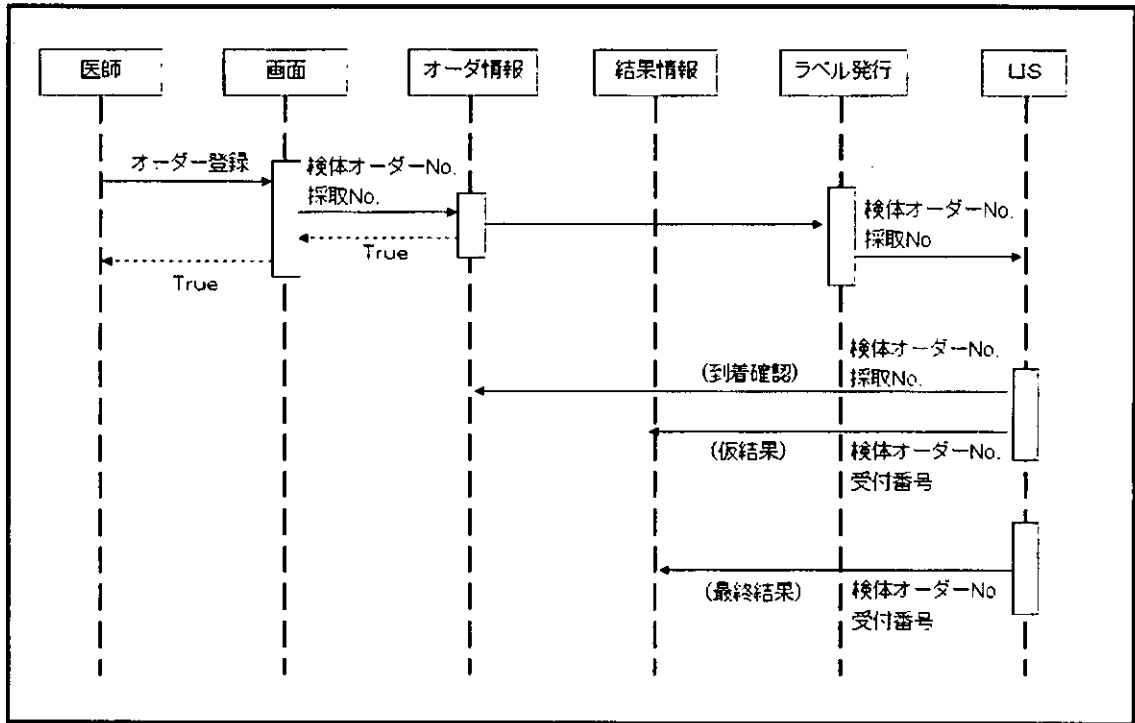 医師
画面
オーダ情報
結果情報
ラベル発行
LIS
オーダー登録
検体オーダーNo.
採取No.
True
True
検体オーダーNo.
採取No
検体オーダーNo.
採取No.
(到着確認)
(仮結果)
検体オーダーNo.
受付番号
(最終結果)
検体オーダーNo
受付番号